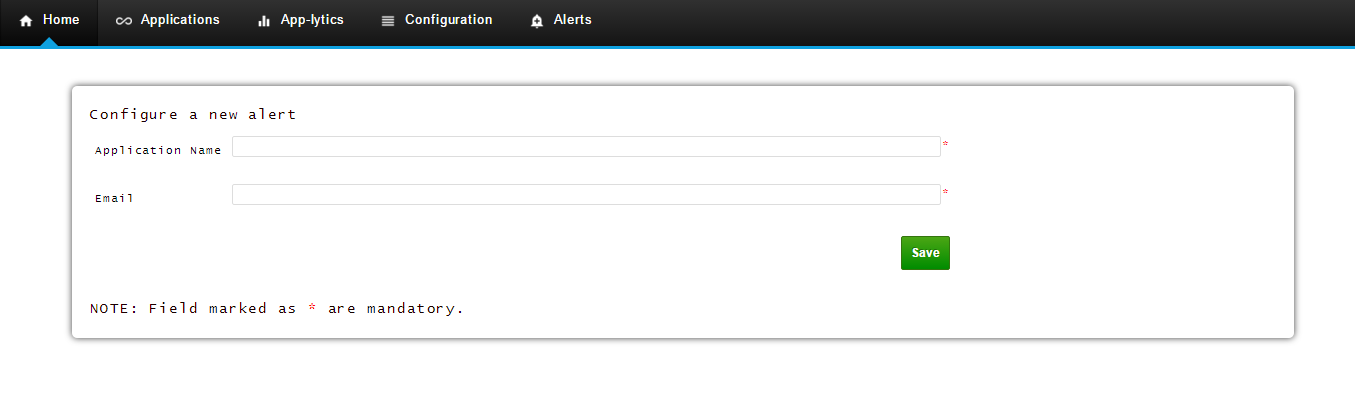 Home Applications App-lytics Configuration Alerts
Configure a new alert
Application Name *
Email *
Save
NOTE: Field marked as * are mandatory.